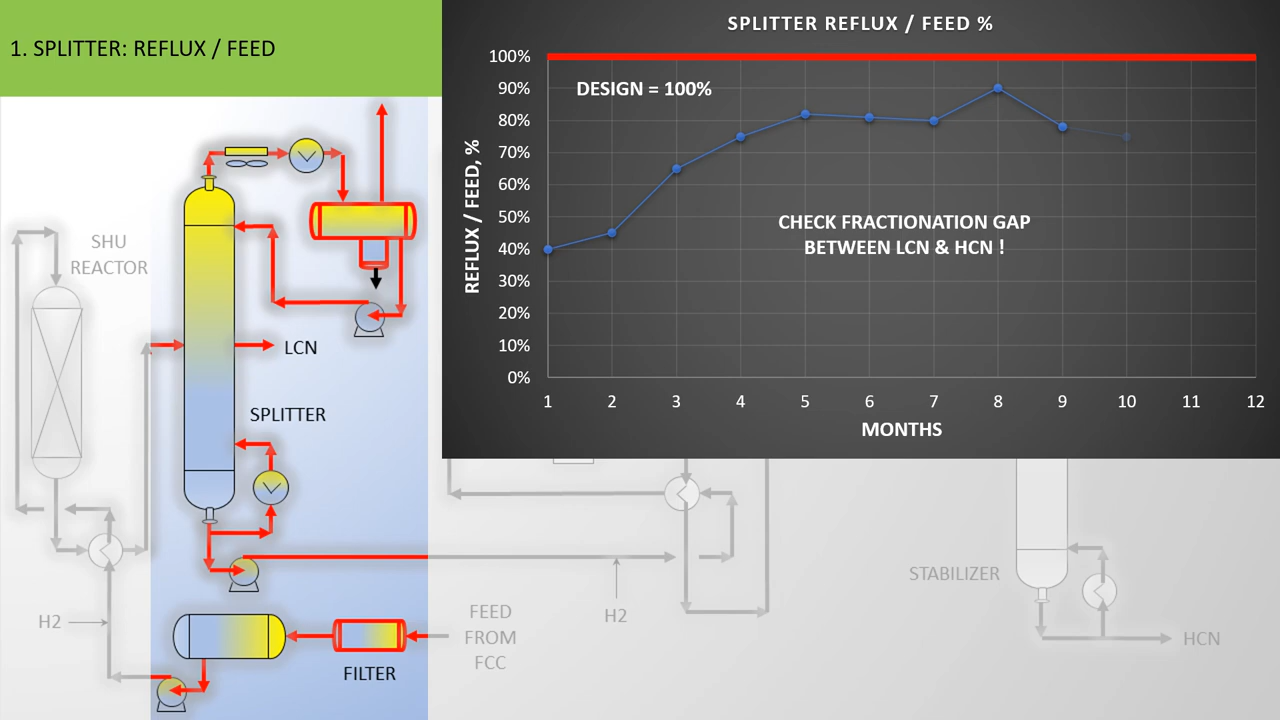 1. SPLITTER: REFLUX / FEED
SPLITTER REFLUX / FEED %
100%
90%
80%
70%
60%
50%
40%
30%
20%
10%
0%
REFLUX / FEED, %
DESIGN = 100%
CHECK FRACTIONATION GAP
BETWEEN LCN & HCN !
1 2 3 4 5 6 7 8 9 10 11 12
MONTHS
SHU
REACTOR
LCN
SPLITTER
H2
FILTER
FEED
FROM
FCC
H2
STABILIZER
HCN